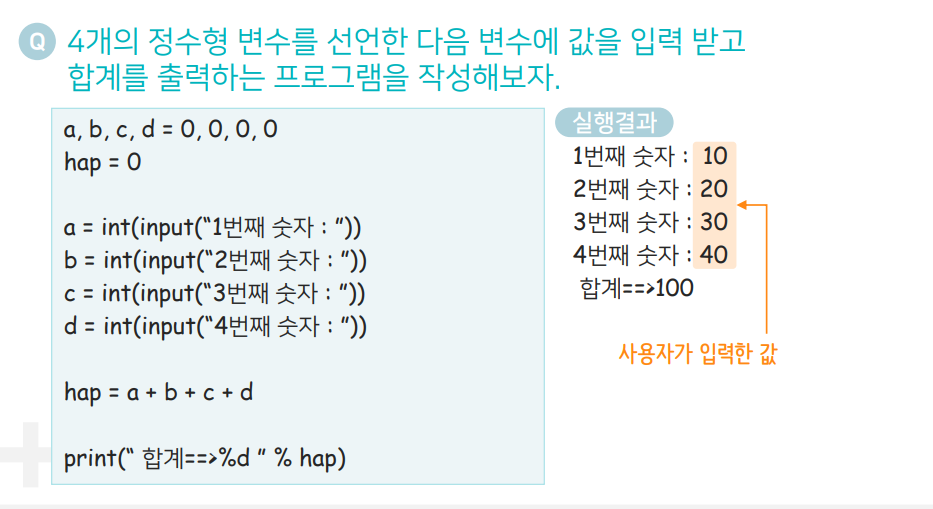 Q 4개의 정수형 변수를 선언한 다음 변수에 값을 입력 받고
합계를 출력하는 프로그램을 작성해보자.
a, b, c, d = 0, 0, 0, 0
hap = 0
a = int(input(“1번째 숫자 : ”))
b = int(input(“2번째 숫자 : ”))
c = int(input(“3번째 숫자 : ”))
d = int(input(“4번째 숫자 : ”))
hap = a + b + c + d
print(“ 합계==>%d ” % hap)
실행결과
1번째 숫자 : 10
2번째 숫자 : 20
3번째 숫자 : 30
4번째 숫자 : 40
합계==>100
사용자가 입력한 값